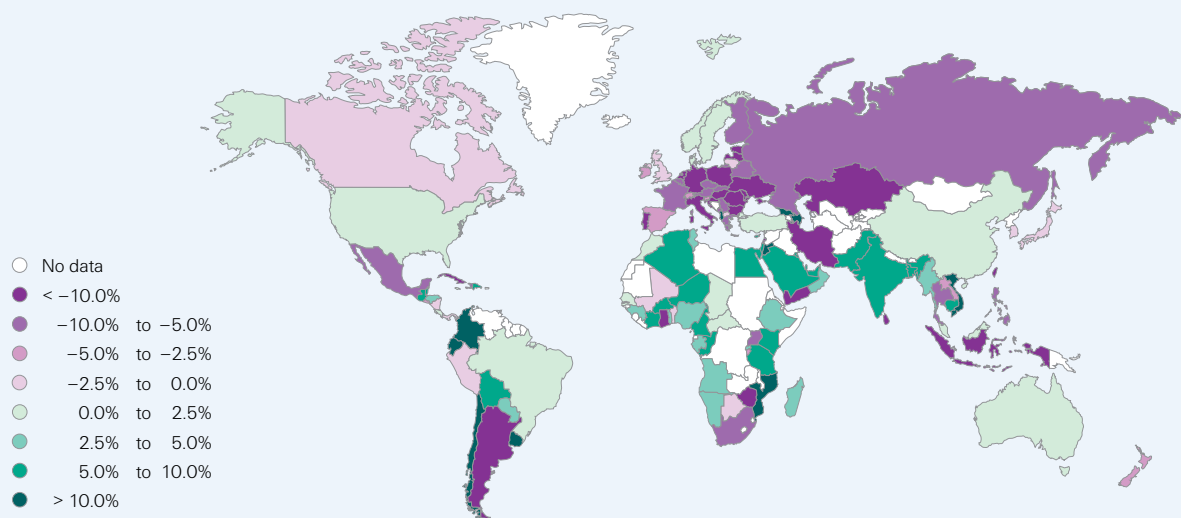 No data
< −10.0%
−10.0% to −5.0%
−5.0% to −2.5%
−2.5% to 0.0%
0.0% to 2.5%
2.5% to 5.0%
5.0% to 10.0%
> 10.0%